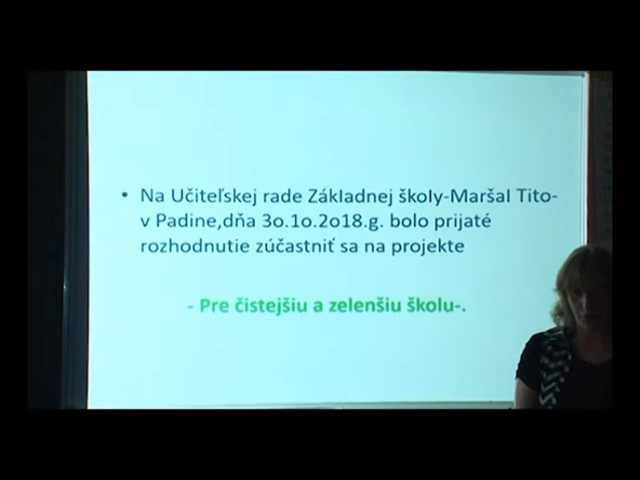 • Na Učiteľskej rade Základnej školy-Maršal Tito-
v Padine,dňa 3o.1o.2o18.g. bolo prijaté
rozhodnutie zúčastniť sa na projekte
- Pre čistejšiu a zelenšiu školu-.